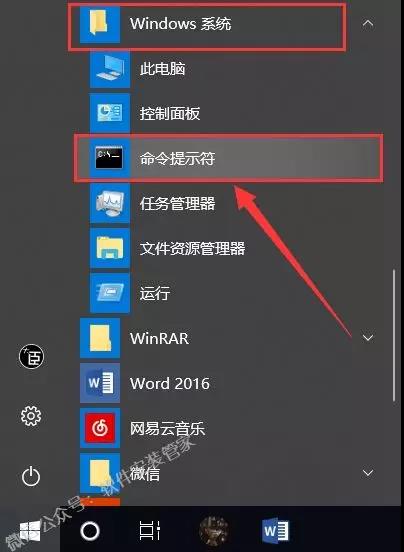 Windows 系统
此电脑
控制面板
C:\
命令提示符
任务管理器
文件资源管理器
运行
WinRAR
Word 2016
网易云音乐
微信
微信公众号：软件安装管家